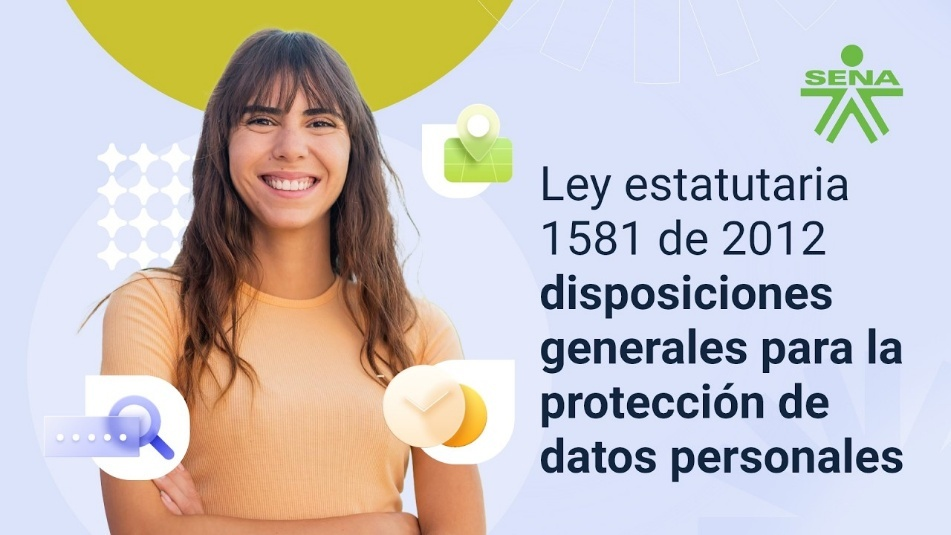 SENA
Ley estatutaria
1581 de 2012
disposiciones
generales para la
protección de
datos personales